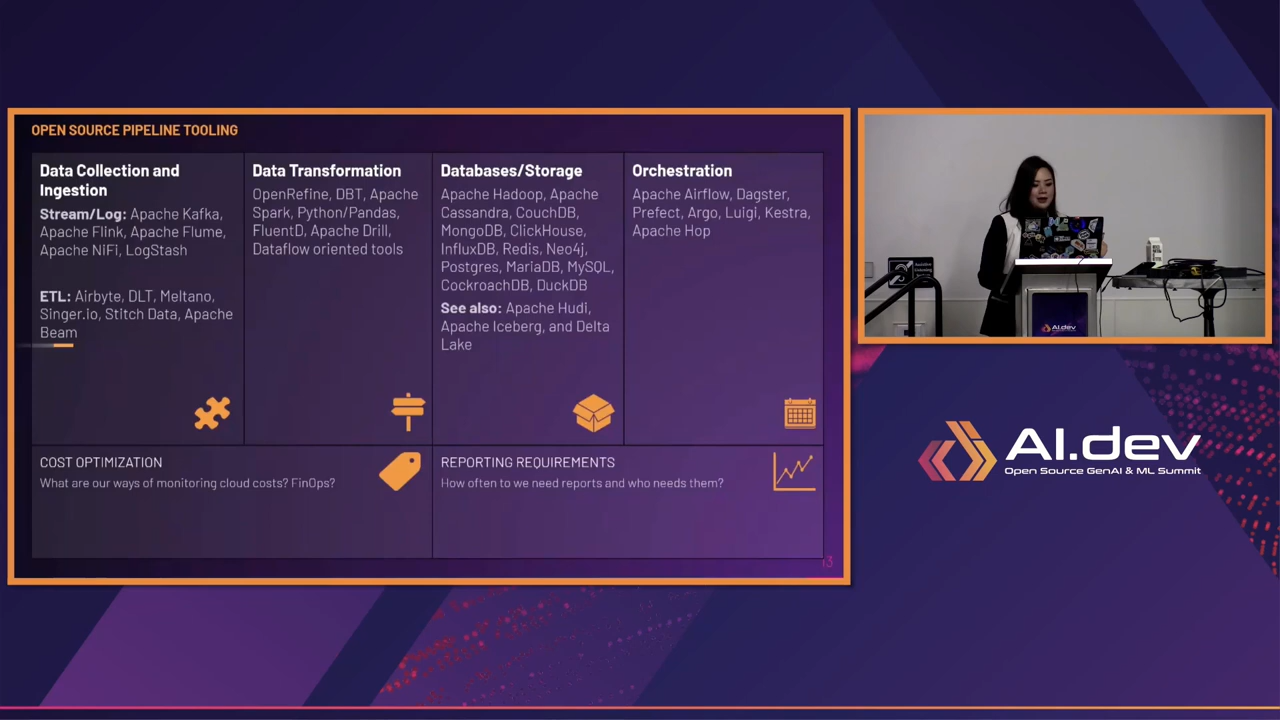 OPEN SOURCE PIPELINE TOOLING
Data Collection and
Ingestion
Stream/Log: Apache Kafka,
Apache Flink, Apache Flume,
Apache NiFi, LogStash
ETL: Airbyte, DLT, Meltano,
Singer.io, Stitch Data, Apache
Beam
Data Transformation
OpenRefine, DBT, Apache
Spark, Python/Pandas,
FluentD, Apache Drill,
Dataflow oriented tools
Databases/Storage
Apache Hadoop, Apache
Cassandra, CouchDB,
MongoDB, ClickHouse,
InfluxDB, Redis, Neo4j,
Postgres, MariaDB, MySQL,
CockroachDB, DuckDB
See also: Apache Hudi,
Apache Iceberg, and Delta
Lake
Orchestration
Apache Airflow, Dagster,
Prefect, Argo, Luigi, Kestra,
Apache Hop
COST OPTIMIZATION
What are our ways of monitoring cloud costs? FinOps?
REPORTING REQUIREMENTS
How often to we need reports and who needs them?
13
AI.dev
AI.dev
Open Source GenAI & ML Summit